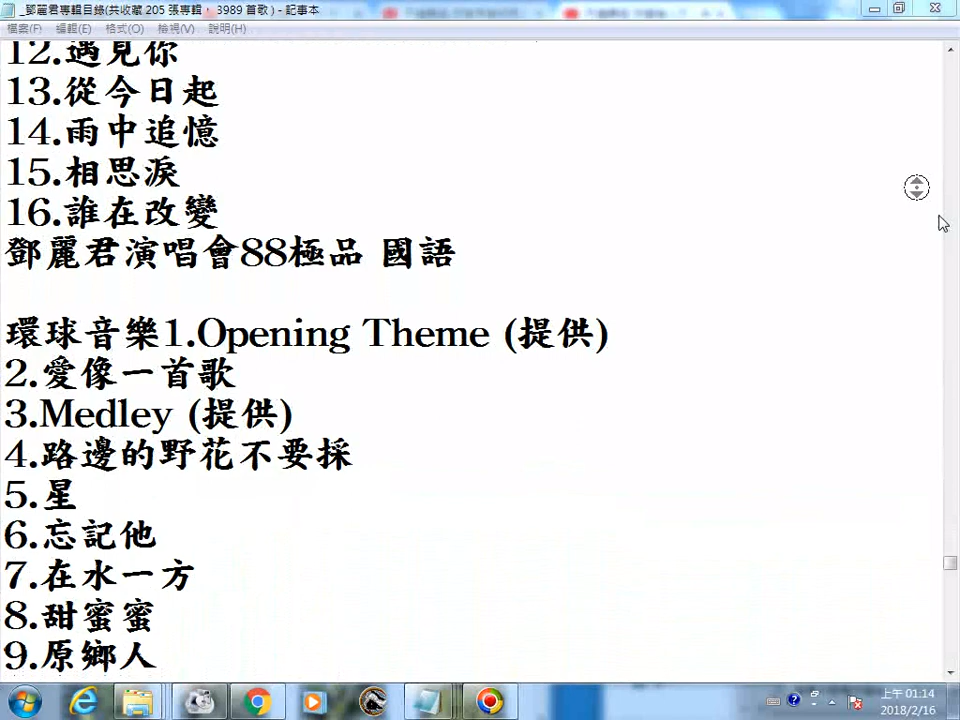 _鄧麗君專輯目錄(共收藏 205 張專輯， 3989 首歌 ) - 記事本
檔案(F) 編輯(E) 格式(O) 檢視(V) 說明(H)
12.遇見你
13.從今日起
14.雨中追憶
15.相思淚
16.誰在改變
鄧麗君演唱會88極品 國語
環球音樂1.Opening Theme (提供)
2.愛像一首歌
3.Medley (提供)
4.路邊的野花不要採
5.星
6.忘記他
7.在水一方
8.甜蜜蜜
9.原鄉人
上午 01:14
2018/2/16